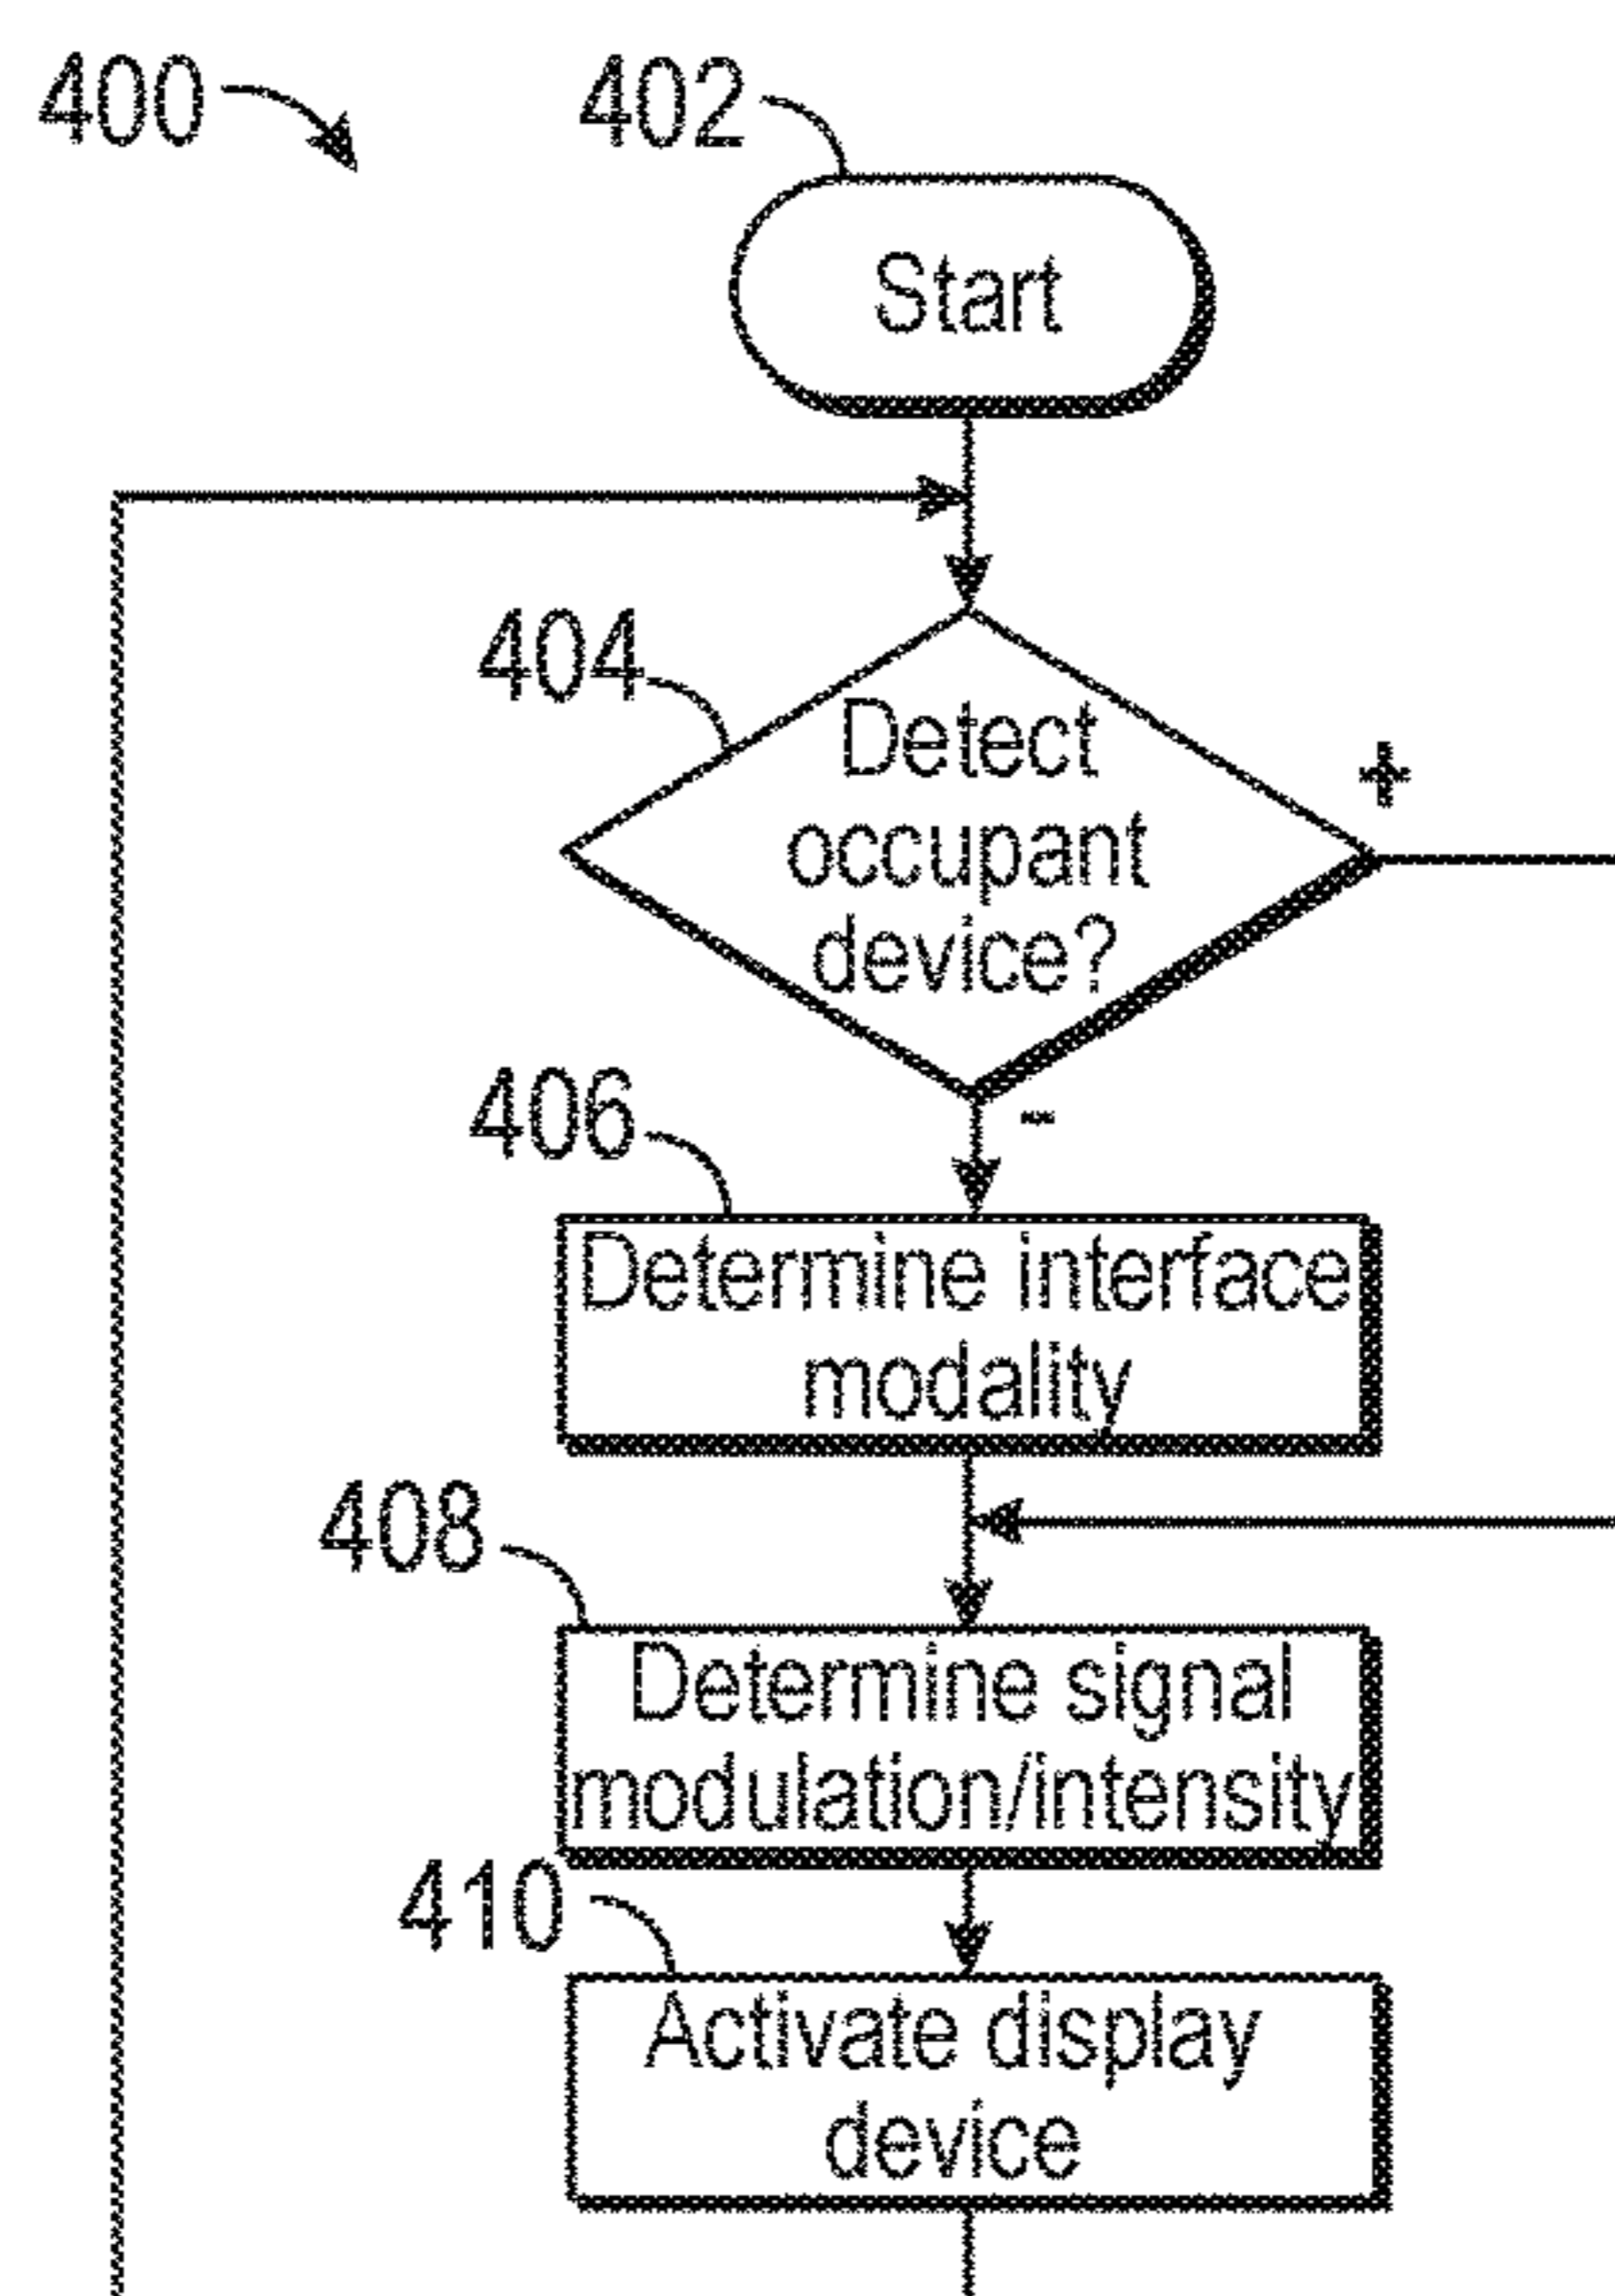 400
402
Start
404
Detect
occupant
device?
+
-
406
Determine interface
modality
408
Determine signal
modulation/intensity
410
Activate display
device